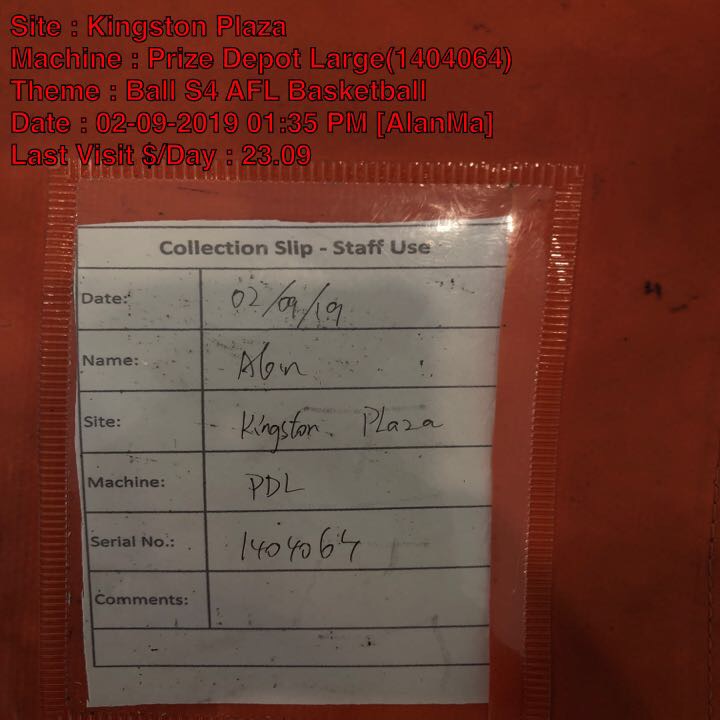 Site : Kingston Plaza
Machine : Prize Depot Large(1404064)
Theme : Ball S4 AFL Basketball
Date : 02-09-2019 01:35 PM [AlanMa]
Last Visit $/Day : 23.09
Collection Slip - Staff Use
Date: 02/09/19
Name: Alan
Site: Kingston Plaza
Machine: PDL
Serial No.: 1404064
Comments: